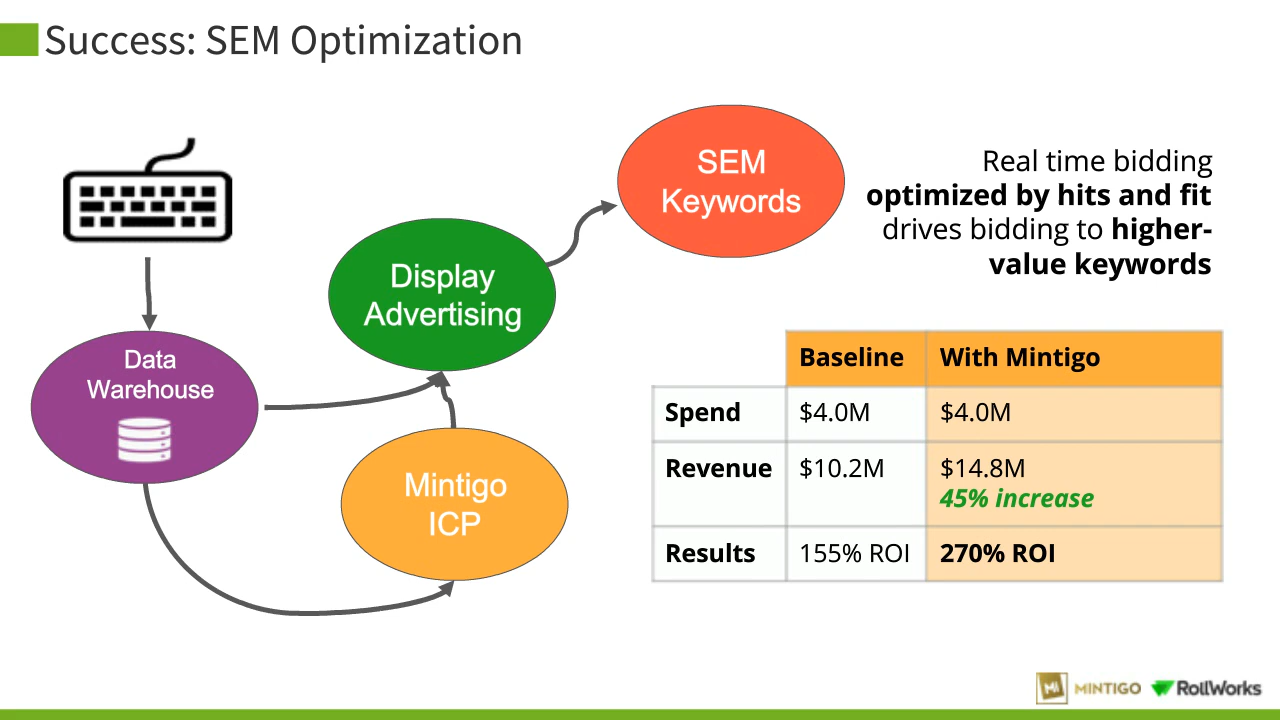 Success: SEM Optimization
SEM
Keywords
Real time bidding
optimized by hits and fit
drives bidding to higher-
value keywords
Display
Advertising
Data
Warehouse
Mintigo
ICP
Baseline With Mintigo
Spend $4.0M $4.0M
Revenue $10.2M $14.8M
45% increase
Results 155% ROI 270% ROI
Mi MINTIGO RollWorks